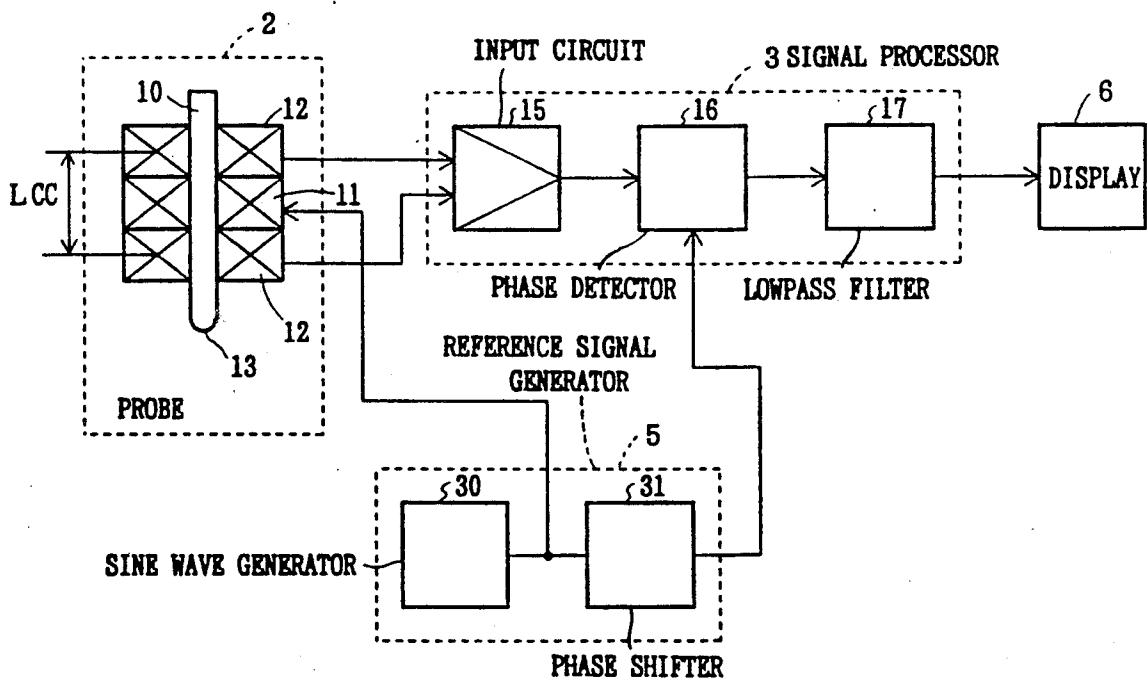 2
INPUT CIRCUIT
3 SIGNAL PROCESSOR
10
12
15
16
17
6
L CC
11
DISPLAY
12
13
PHASE DETECTOR
LOWPASS FILTER
PROBE
REFERENCE SIGNAL
GENERATOR
5
30
31
SINE WAVE GENERATOR
PHASE SHIFTER